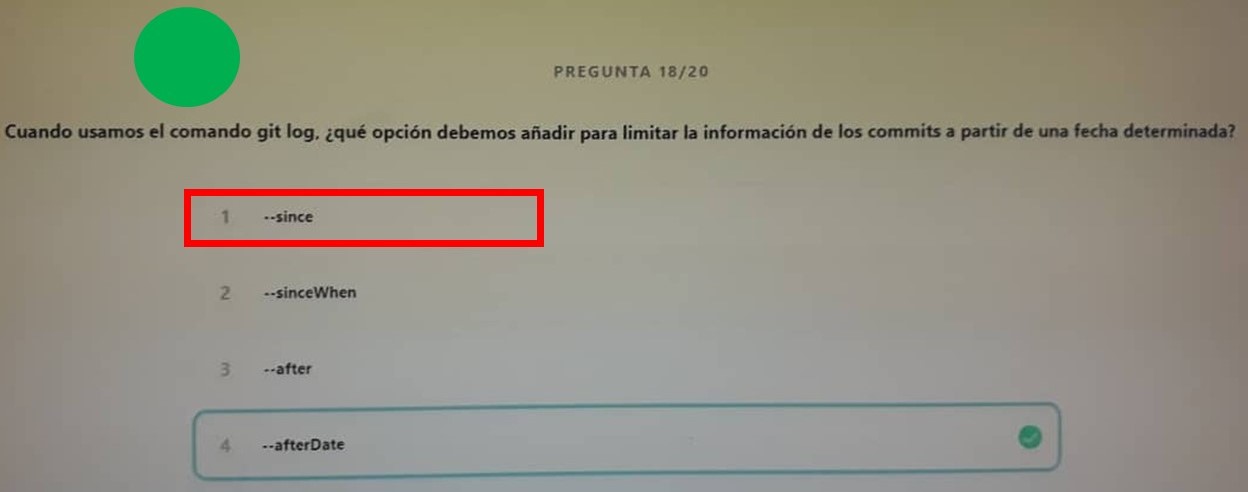 PREGUNTA 18/20
Cuando usamos el comando git log, ¿qué opción debemos añadir para limitar la información de los commits a partir de una fecha determinada?
1 --since
2 --sinceWhen
3 --after
4 --afterDate